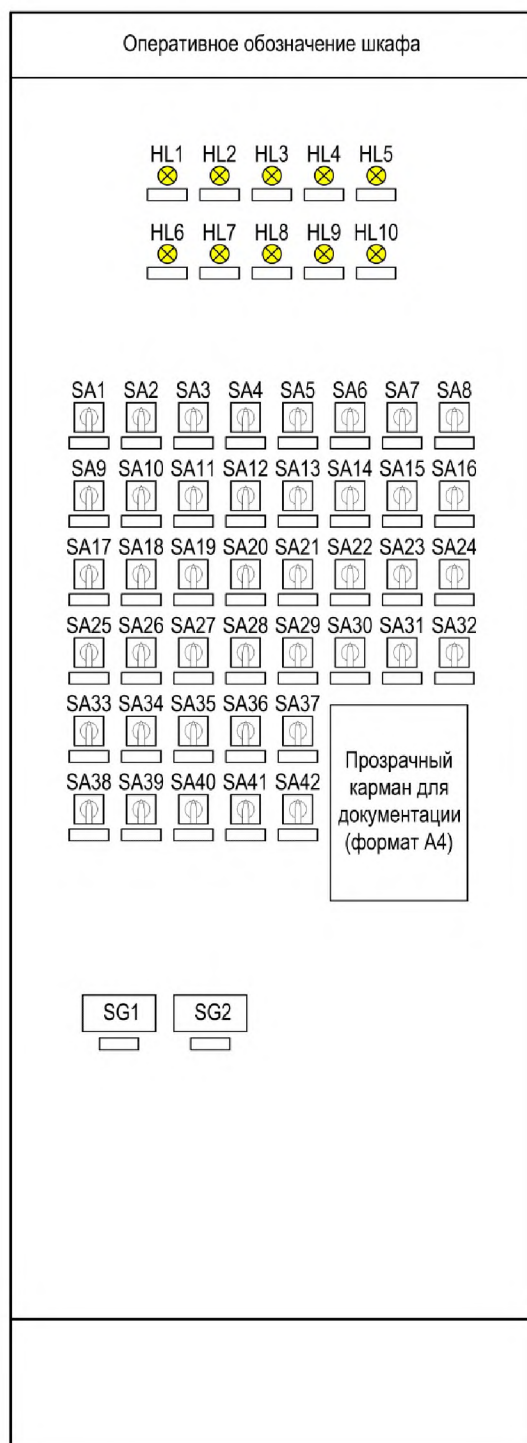 Оперативное обозначение шкафа
HL1 HL2 HL3 HL4 HL5
HL6 HL7 HL8 HL9 HL10
SA1 SA2 SA3 SA4 SA5 SA6 SA7 SA8
SA9 SA10 SA11 SA12 SA13 SA14 SA15 SA16
SA17 SA18 SA19 SA20 SA21 SA22 SA23 SA24
SA25 SA26 SA27 SA28 SA29 SA30 SA31 SA32
SA33 SA34 SA35 SA36 SA37
SA38 SA39 SA40 SA41 SA42
Прозрачный
карман для
документации
(формат А4)
SG1 SG2